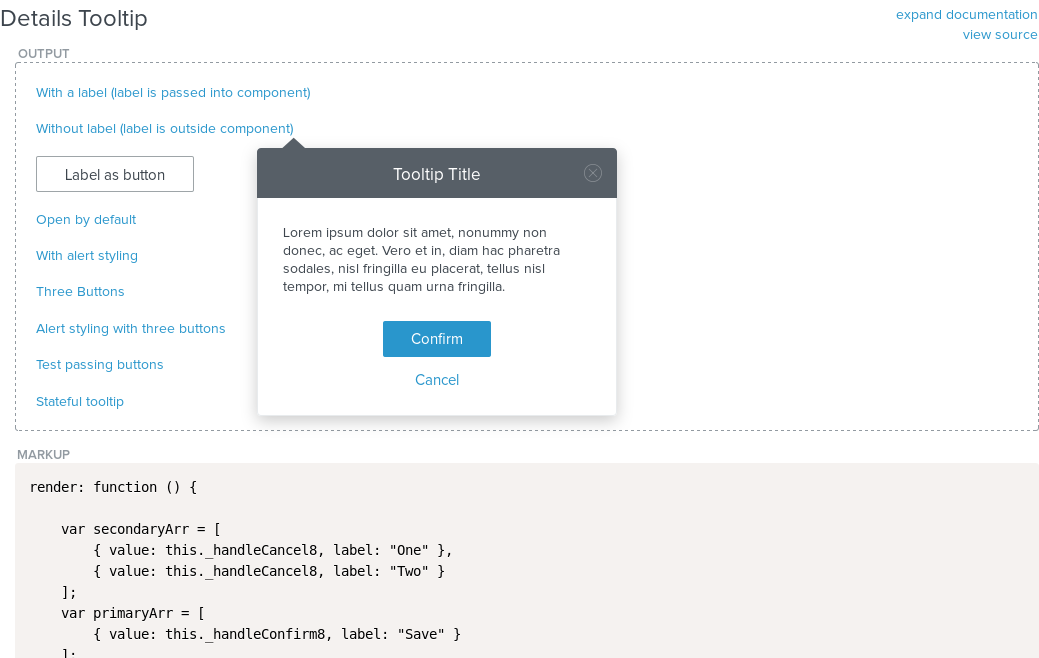 Details Tooltip
expand documentation
view source
OUTPUT
With a label (label is passed into component)
Without label (label is outside component)
Label as button
Open by default
With alert styling
Three Buttons
Alert styling with three buttons
Test passing buttons
Stateful tooltip
Tooltip Title
Lorem ipsum dolor sit amet, nonummy non
donec, ac eget. Vero et in, diam hac pharetra
sodales, nisl fringilla eu placerat, tellus nisl
tempor, mi tellus quam urna fringilla.
Confirm
Cancel
MARKUP
render: function () {
    var secondaryArr = [
        { value: this._handleCancel8, label: "One" },
        { value: this._handleCancel8, label: "Two" }
    ];
    var primaryArr = [
        { value: this._handleConfirm8, label: "Save" }
    ];